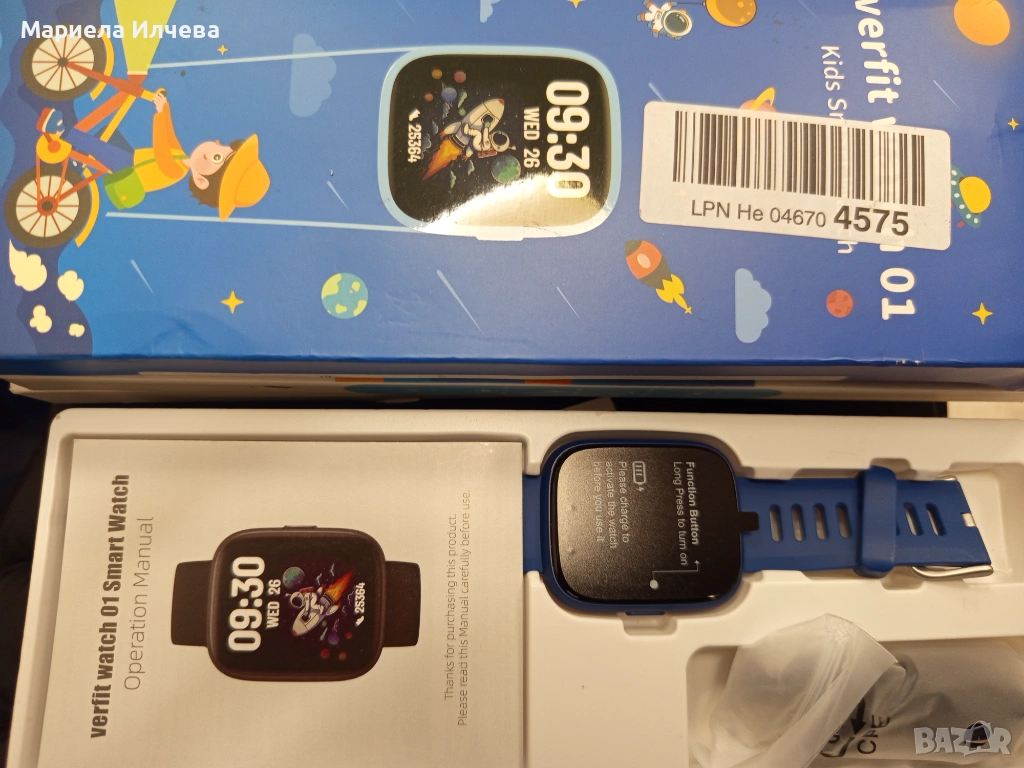 Мариела Илчева
verfit
01
Kids
09:30
WED 26
25364
LPN He 04670 4575
verfit watch 01 Smart Watch
Operation Manual
09:30
WED 26
25364
Thanks for purchasing this product.
Please read this Manual carefully before use.
Function Button
Long Press to turn on
Please charge to
activate the watch
before you use it
BAZAR